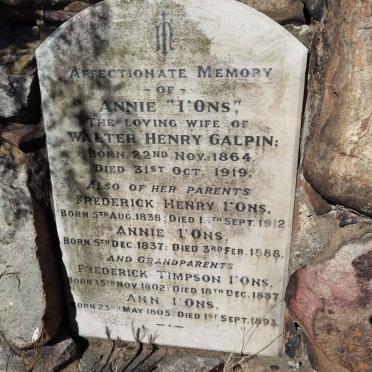 IHS
AFFECTIONATE MEMORY
- OF -
ANNIE "I'ONS",
THE LOVING WIFE OF
WALTER HENRY GALPIN:
BORN 22ND NOV. 1864.
DIED 31ST OCT. 1919.
ALSO OF HER PARENTS
FREDERICK HENRY I'ONS,
BORN 5TH AUG. 1838: DIED SEPT. 1912
ANNIE I'ONS,
BORN 5TH DEC. 1837: DIED 3RD FEB. 1888.
AND GRANDPARENTS
FREDERICK TIMPSON I'ONS,
BORN 15TH NOV. 1802: DIED 18TH DEC. 1887.
ANN I'ONS,
BORN 23RD MAY 1805: DIED 1ST SEPT. 1893.